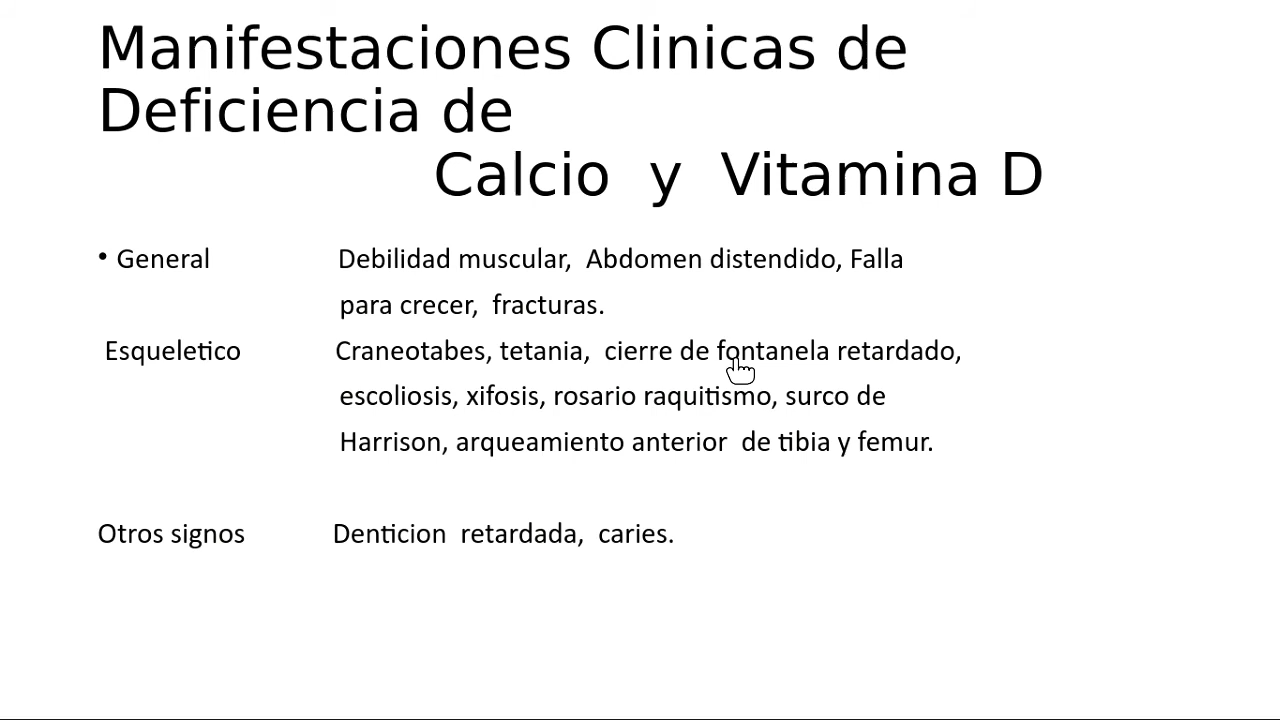 Manifestaciones Clinicas de
Deficiencia de
Calcio y Vitamina D
• General Debilidad muscular, Abdomen distendido, Falla
para crecer, fracturas.
Esqueletico Craneotabes, tetania, cierre de fontanela retardado,
escoliosis, xifosis, rosario raquitismo, surco de
Harrison, arqueamiento anterior de tibia y femur.
Otros signos Denticion retardada, caries.